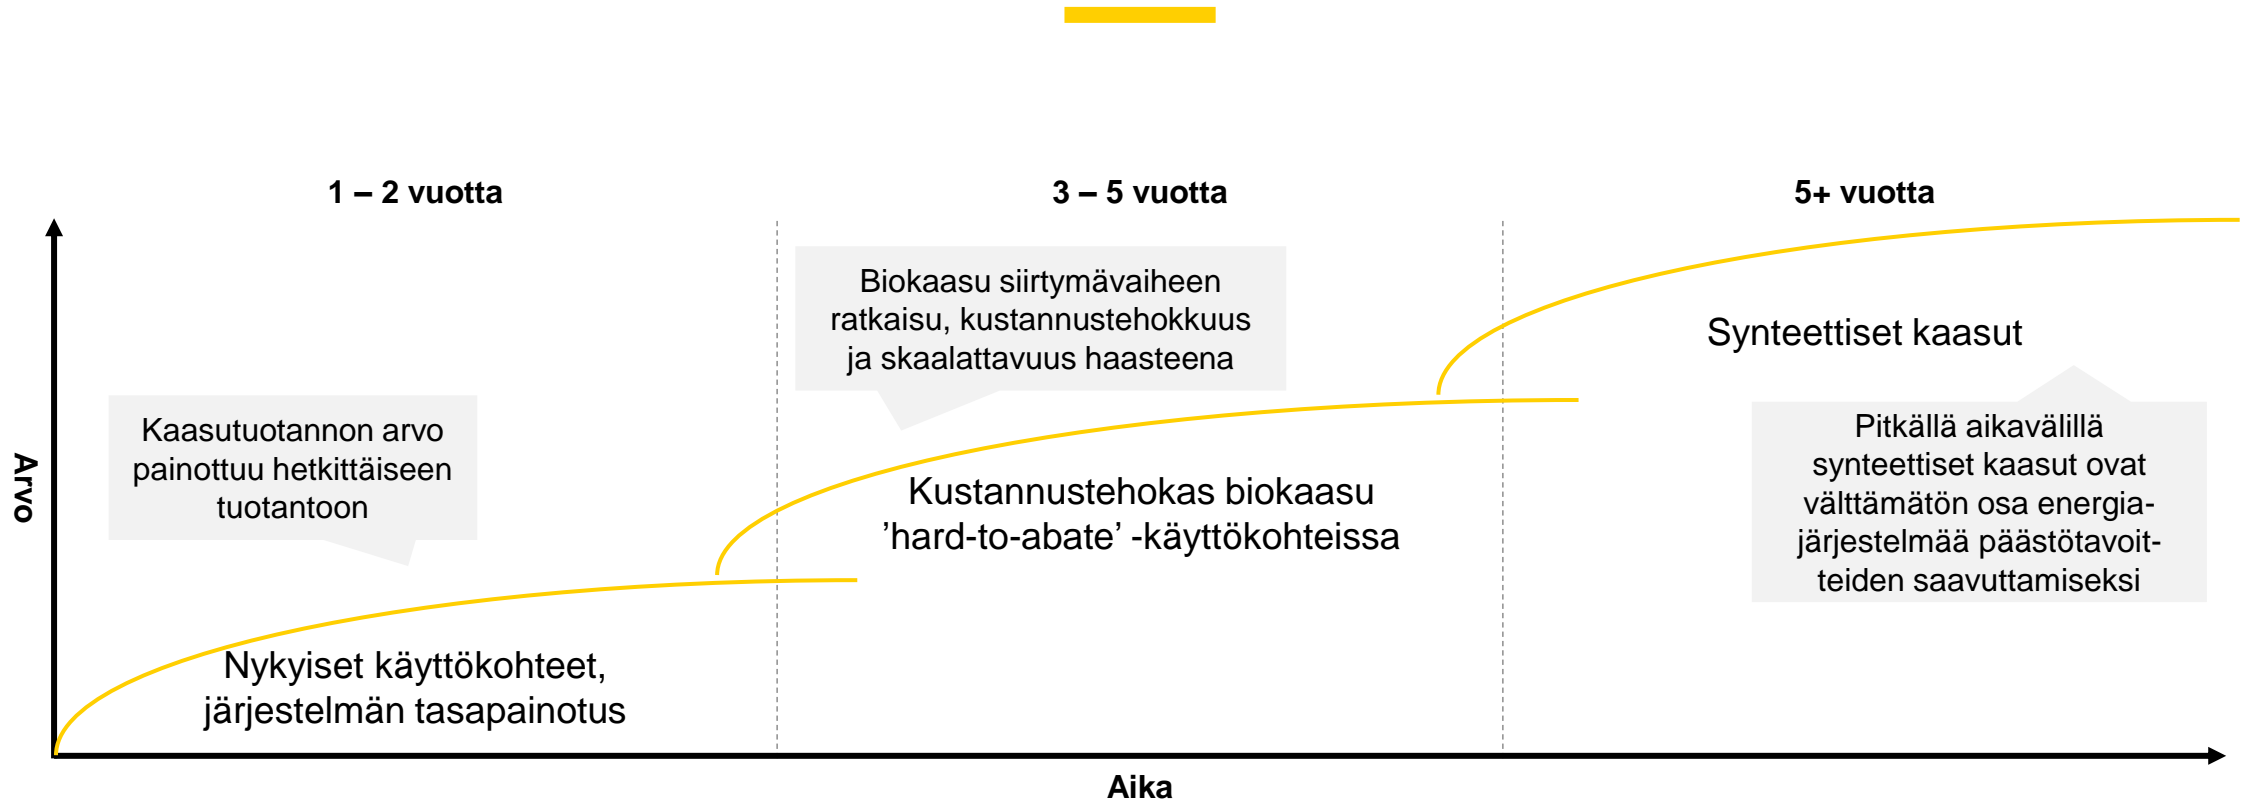 1 – 2 vuotta
3 – 5 vuotta
5+ vuotta
Arvo
Kaasutuotannon arvo
painottuu hetkittäiseen
tuotantoon
Nykyiset käyttökohteet,
järjestelmän tasapainotus
Biokaasu siirtymävaiheen
ratkaisu, kustannustehokkuus
ja skaalattavuus haasteena
Kustannustehokas biokaasu
’hard-to-abate’ -käyttökohteissa
Synteettiset kaasut
Pitkällä aikavälillä
synteettiset kaasut ovat
välttämätön osa energia-
järjestelmää päästötavoit-
teiden saavuttamiseksi
Aika